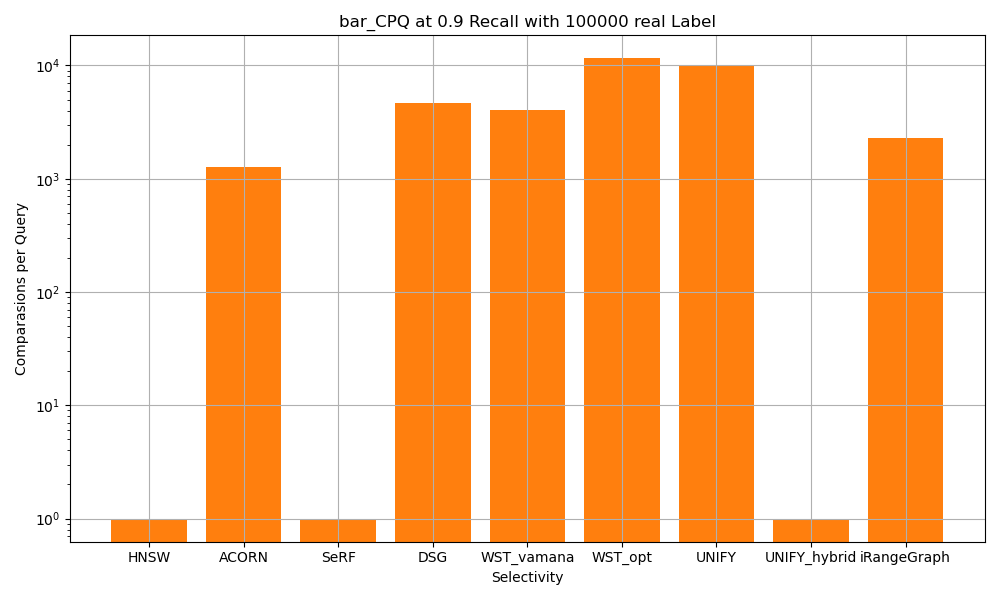 bar_CPQ at 0.9 Recall with 100000 real Label
Comparasions per Query
10^4
10^3
10^2
10^1
10^0
HNSW ACORN SeRF DSG WST_vamana WST_opt UNIFY UNIFY_hybrid iRangeGraph
Selectivity